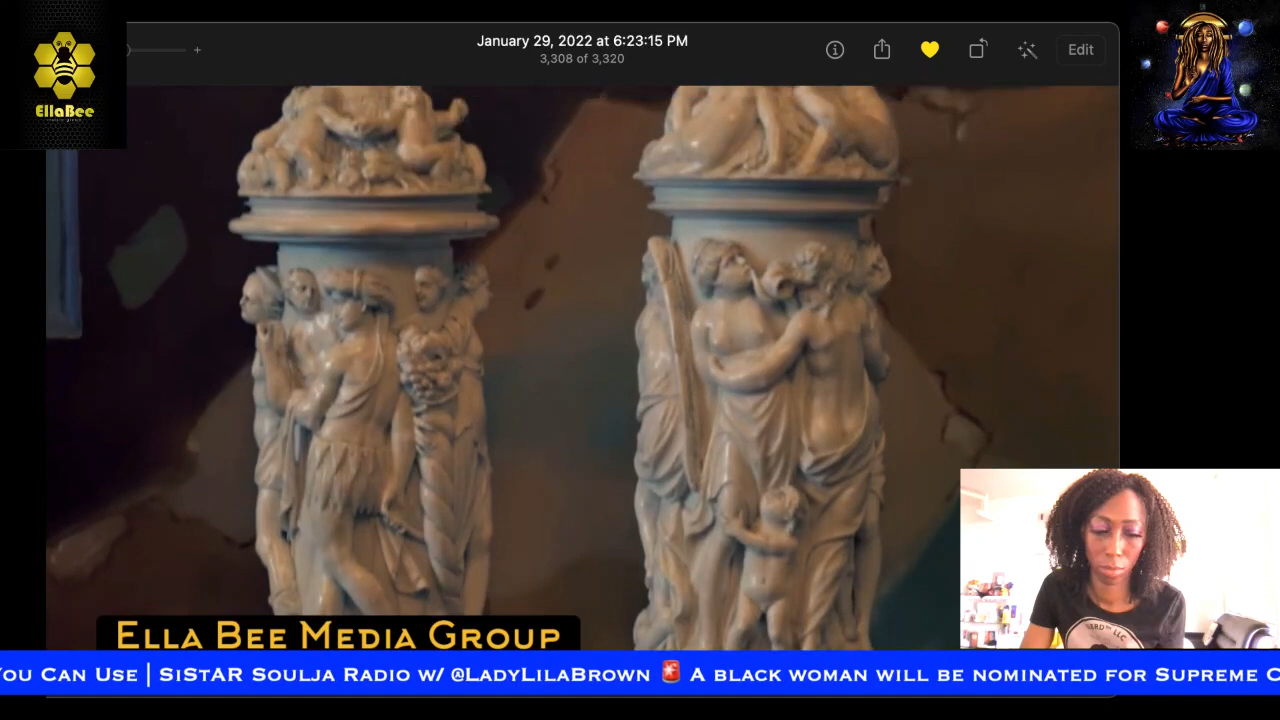 January 29, 2022 at 6:23:15 PM
3,308 of 3,320
Edit
EllaBee
Ella Bee Media Group
You Can Use | SiStAR Soulja Radio w/ @LadyLilaBrown 🚨 A black woman will be nominated for Supreme C